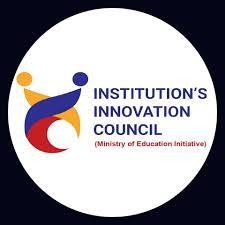 INSTITUTION'S
INNOVATION
COUNCIL
(Ministry of Education Initiative)